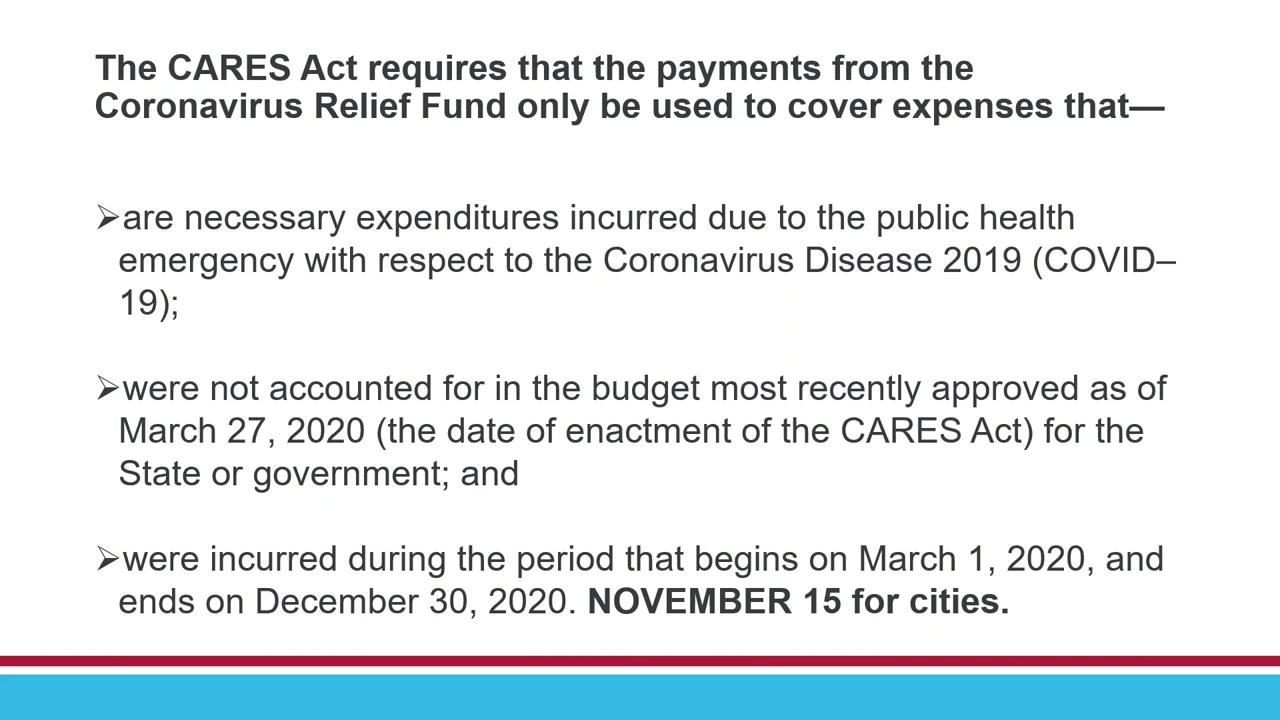 The CARES Act requires that the payments from the
Coronavirus Relief Fund only be used to cover expenses that—
➢are necessary expenditures incurred due to the public health
emergency with respect to the Coronavirus Disease 2019 (COVID–
19);
➢were not accounted for in the budget most recently approved as of
March 27, 2020 (the date of enactment of the CARES Act) for the
State or government; and
➢were incurred during the period that begins on March 1, 2020, and
ends on December 30, 2020. NOVEMBER 15 for cities.